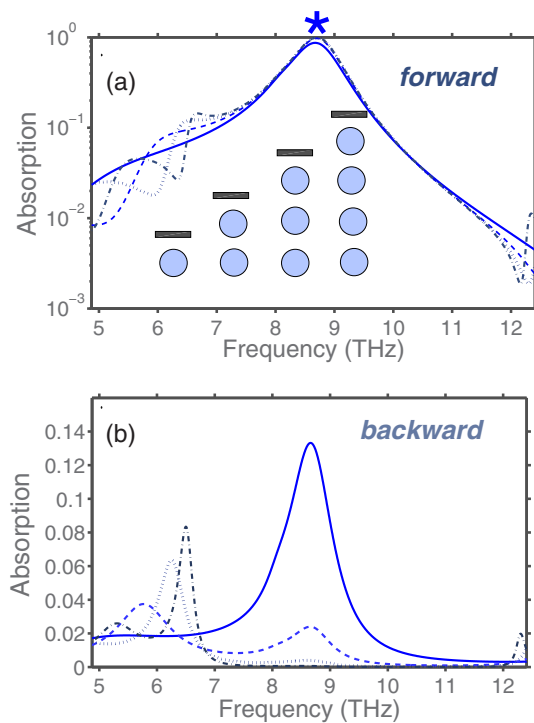 *
10⁰
(a)
forward
10⁻¹
Absorption
10⁻²
10⁻³
5 6 7 8 9 10 11 12
Frequency (THz)
(b)
backward
0.14
0.12
0.1
0.08
0.06
0.04
0.02
0
Absorption
5 6 7 8 9 10 11 12
Frequency (THz)